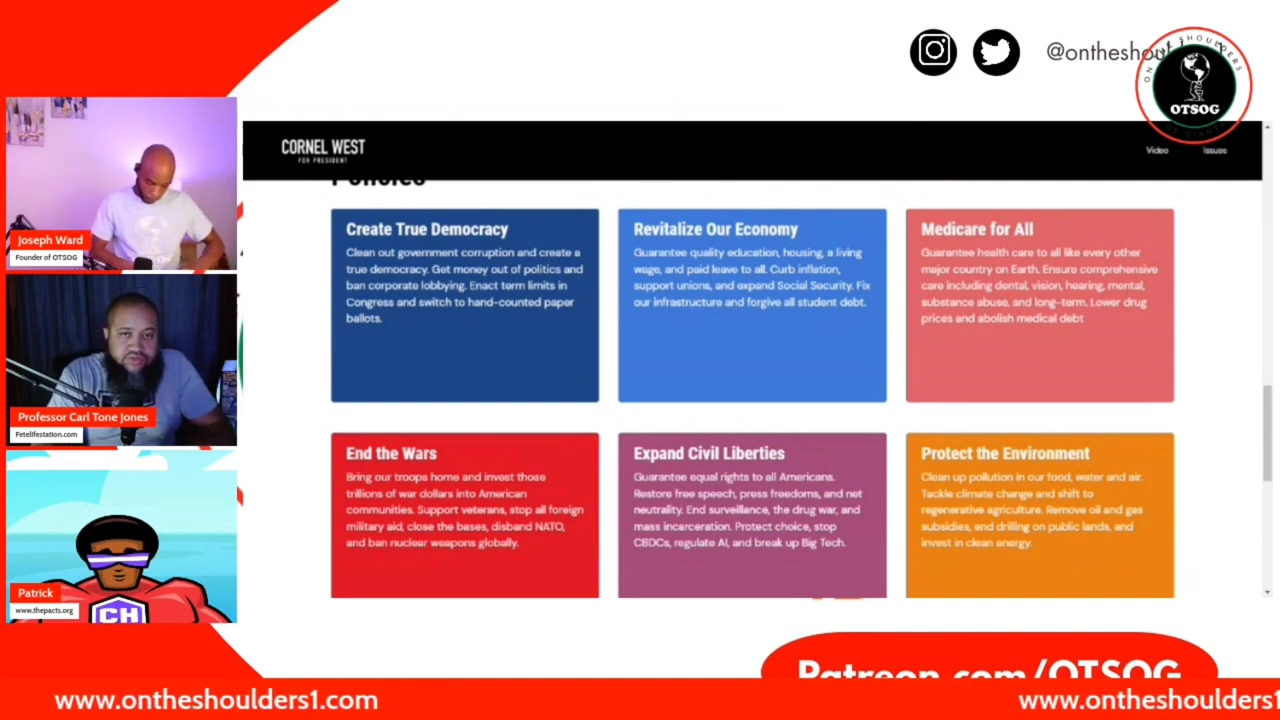 @ontheshoul
ON THE SHOULDERS
OTSOG
OF GIANTS
CORNEL WEST
FOR PRESIDENT
Video
Issues
Policies
Create True Democracy
Clean out government corruption and create a
true democracy. Get money out of politics and
ban corporate lobbying. Enact term limits in
Congress and switch to hand-counted paper
ballots.
Revitalize Our Economy
Guarantee quality education, housing, a living
wage, and paid leave to all. Curb inflation,
support unions, and expand Social Security. Fix
our infrastructure and forgive all student debt.
Medicare for All
Guarantee health care to all like every other
major country on Earth. Ensure comprehensive
care including dental, vision, hearing, mental,
substance abuse, and long-term. Lower drug
prices and abolish medical debt
End the Wars
Bring our troops home and invest those
trillions of war dollars into American
communities. Support veterans, stop all foreign
military aid, close the bases, disband NATO,
and ban nuclear weapons globally.
Expand Civil Liberties
Guarantee equal rights to all Americans.
Restore free speech, press freedoms, and net
neutrality. End surveillance, the drug war, and
mass incarceration. Protect choice, stop
CBDCs, regulate AI, and break up Big Tech.
Protect the Environment
Clean up pollution in our food, water and air.
Tackle climate change and shift to
regenerative agriculture. Remove oil and gas
subsidies, end drilling on public lands, and
invest in clean energy.
Joseph Ward
Founder of OTSOG
Professor Carl Tone Jones
Fetelifestation.com
Patrick
www.thepacts.org
CH
Patreon.com/OTSOG
www.ontheshoulders1.com
www.ontheshoulders1